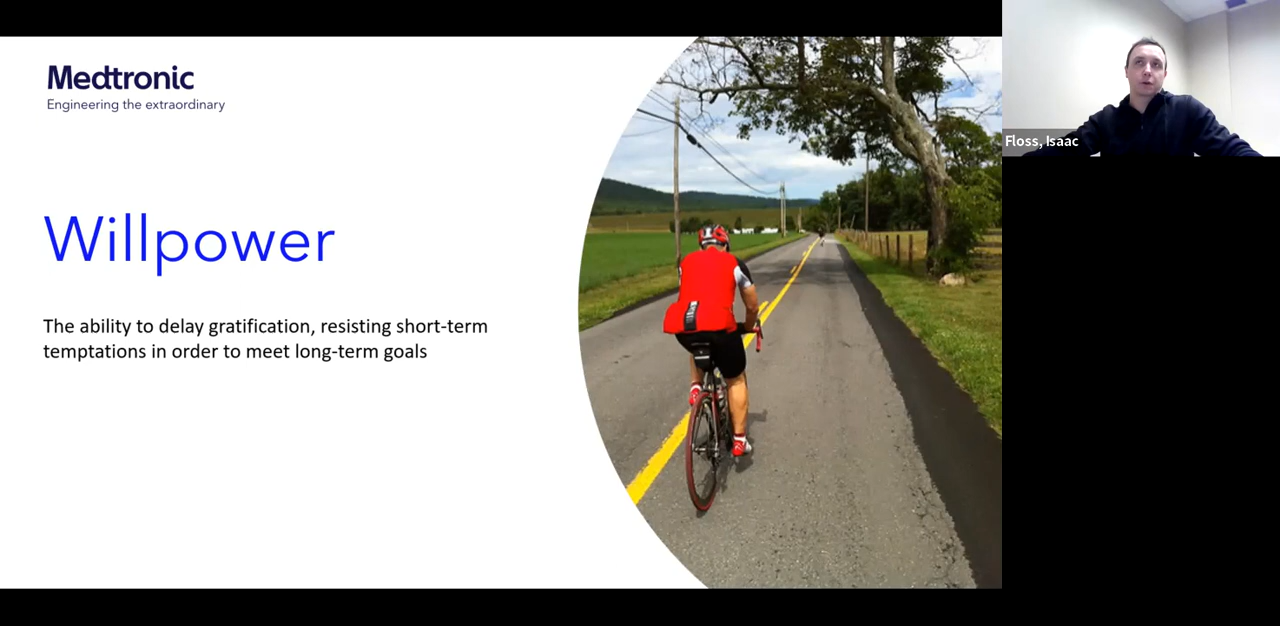 Medtronic
Engineering the extraordinary
Willpower
The ability to delay gratification, resisting short-term
temptations in order to meet long-term goals
Floss, Isaac